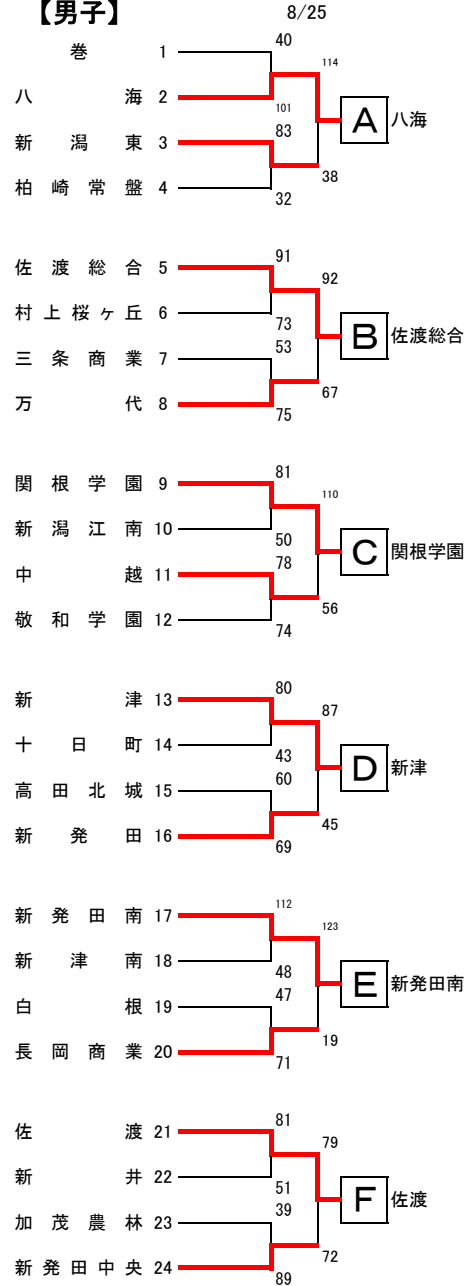 【男子】 8/25
巻 1 40
114
八海 2 101
A 八海
新潟東 3 83
38
柏崎常盤 4 32
佐渡総合 5 91
92
村上桜ヶ丘 6 73
B 佐渡総合
三条商業 7 53
67
万代 8 75
関根学園 9 81
110
新潟江南 10 50
C 関根学園
中越 11 78
56
敬和学園 12 74
新津 13 80
87
十日町 14 43
D 新津
高田北城 15 60
45
新発田 16 69
新発田南 17 112
123
新津南 18 48
E 新発田南
白根 19 47
19
長岡商業 20 71
佐渡 21 81
79
新井 22 51
F 佐渡
加茂農林 23 39
72
新発田中央 24 89